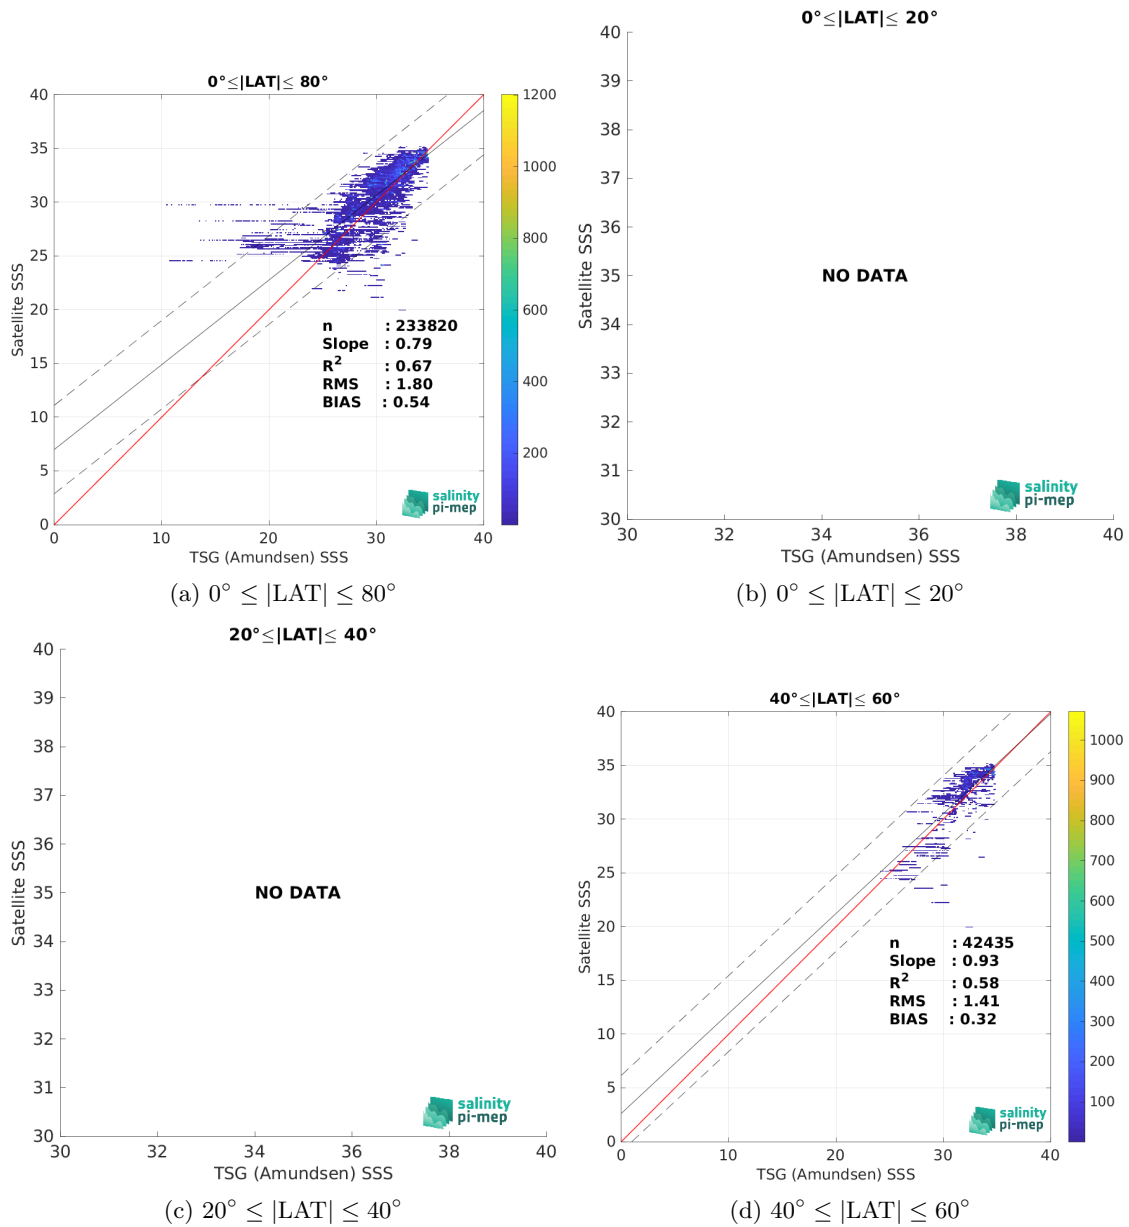 0°≤|LAT|≤ 80°
40
35
30
25
20
15
10
5
0
Satellite SSS
n : 233820
Slope : 0.79
R² : 0.67
RMS : 1.80
BIAS : 0.54
salinity
pi-mep
0 10 20 30 40
TSG (Amundsen) SSS
1200
1000
800
600
400
200
(a) 0° ≤ |LAT| ≤ 80°
0°≤|LAT|≤ 20°
40
39
38
37
36
35
34
33
32
31
30
Satellite SSS
NO DATA
salinity
pi-mep
30 32 34 36 38 40
TSG (Amundsen) SSS
(b) 0° ≤ |LAT| ≤ 20°
20°≤|LAT|≤ 40°
40
39
38
37
36
35
34
33
32
31
30
Satellite SSS
NO DATA
salinity
pi-mep
30 32 34 36 38 40
TSG (Amundsen) SSS
(c) 20° ≤ |LAT| ≤ 40°
40°≤|LAT|≤ 60°
40
35
30
25
20
15
10
5
0
Satellite SSS
n : 42435
Slope : 0.93
R² : 0.58
RMS : 1.41
BIAS : 0.32
salinity
pi-mep
0 10 20 30 40
TSG (Amundsen) SSS
1000
900
800
700
600
500
400
300
200
100
(d) 40° ≤ |LAT| ≤ 60°